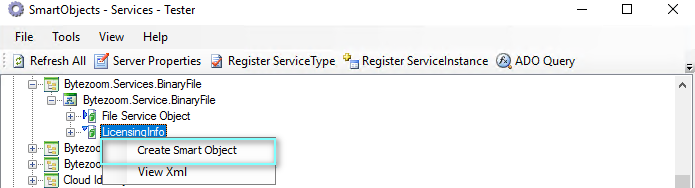 SmartObjects - Services - Tester
File Tools View Help
Refresh All Server Properties Register ServiceType Register ServiceInstance ADO Query
Bytezoom.Services.BinaryFile
Bytezoom.Service.BinaryFile
File Service Object
LicensingInfo
Create Smart Object
Bytezoo
View Xml
Bytezoo
Cloud Id